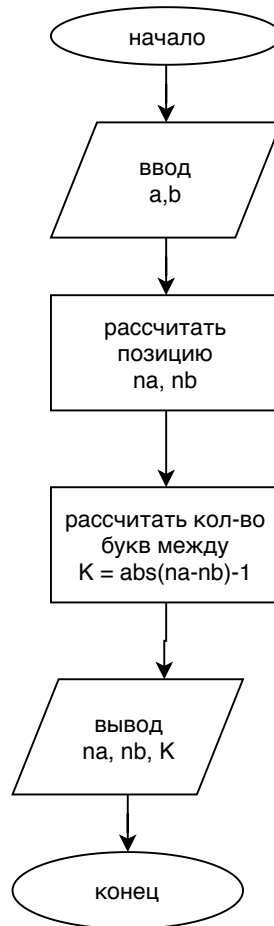 начало
ввод
a,b
рассчитать
позицию
na, nb
рассчитать кол-во
букв между
K = abs(na-nb)-1
вывод
na, nb, K
конец